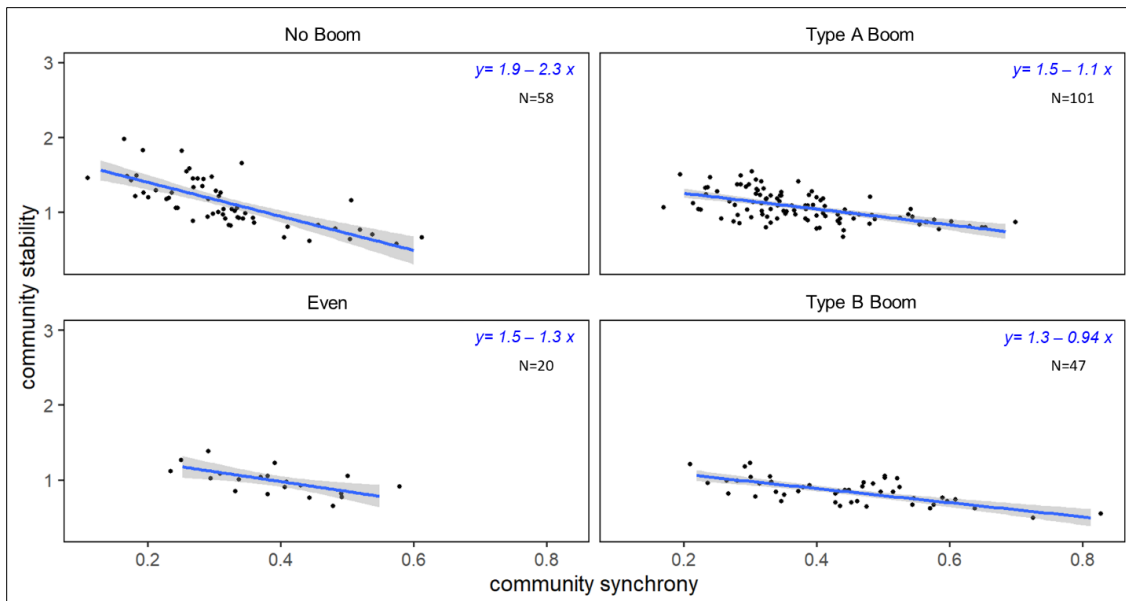 No Boom
Type A Boom
3
2
1
y= 1.9 – 2.3 x
N=58
y= 1.5 – 1.1 x
N=101
community stability
Even
Type B Boom
3
2
1
y= 1.5 – 1.3 x
N=20
y= 1.3 – 0.94 x
N=47
0.2 0.4 0.6 0.8
0.2 0.4 0.6 0.8
community synchrony